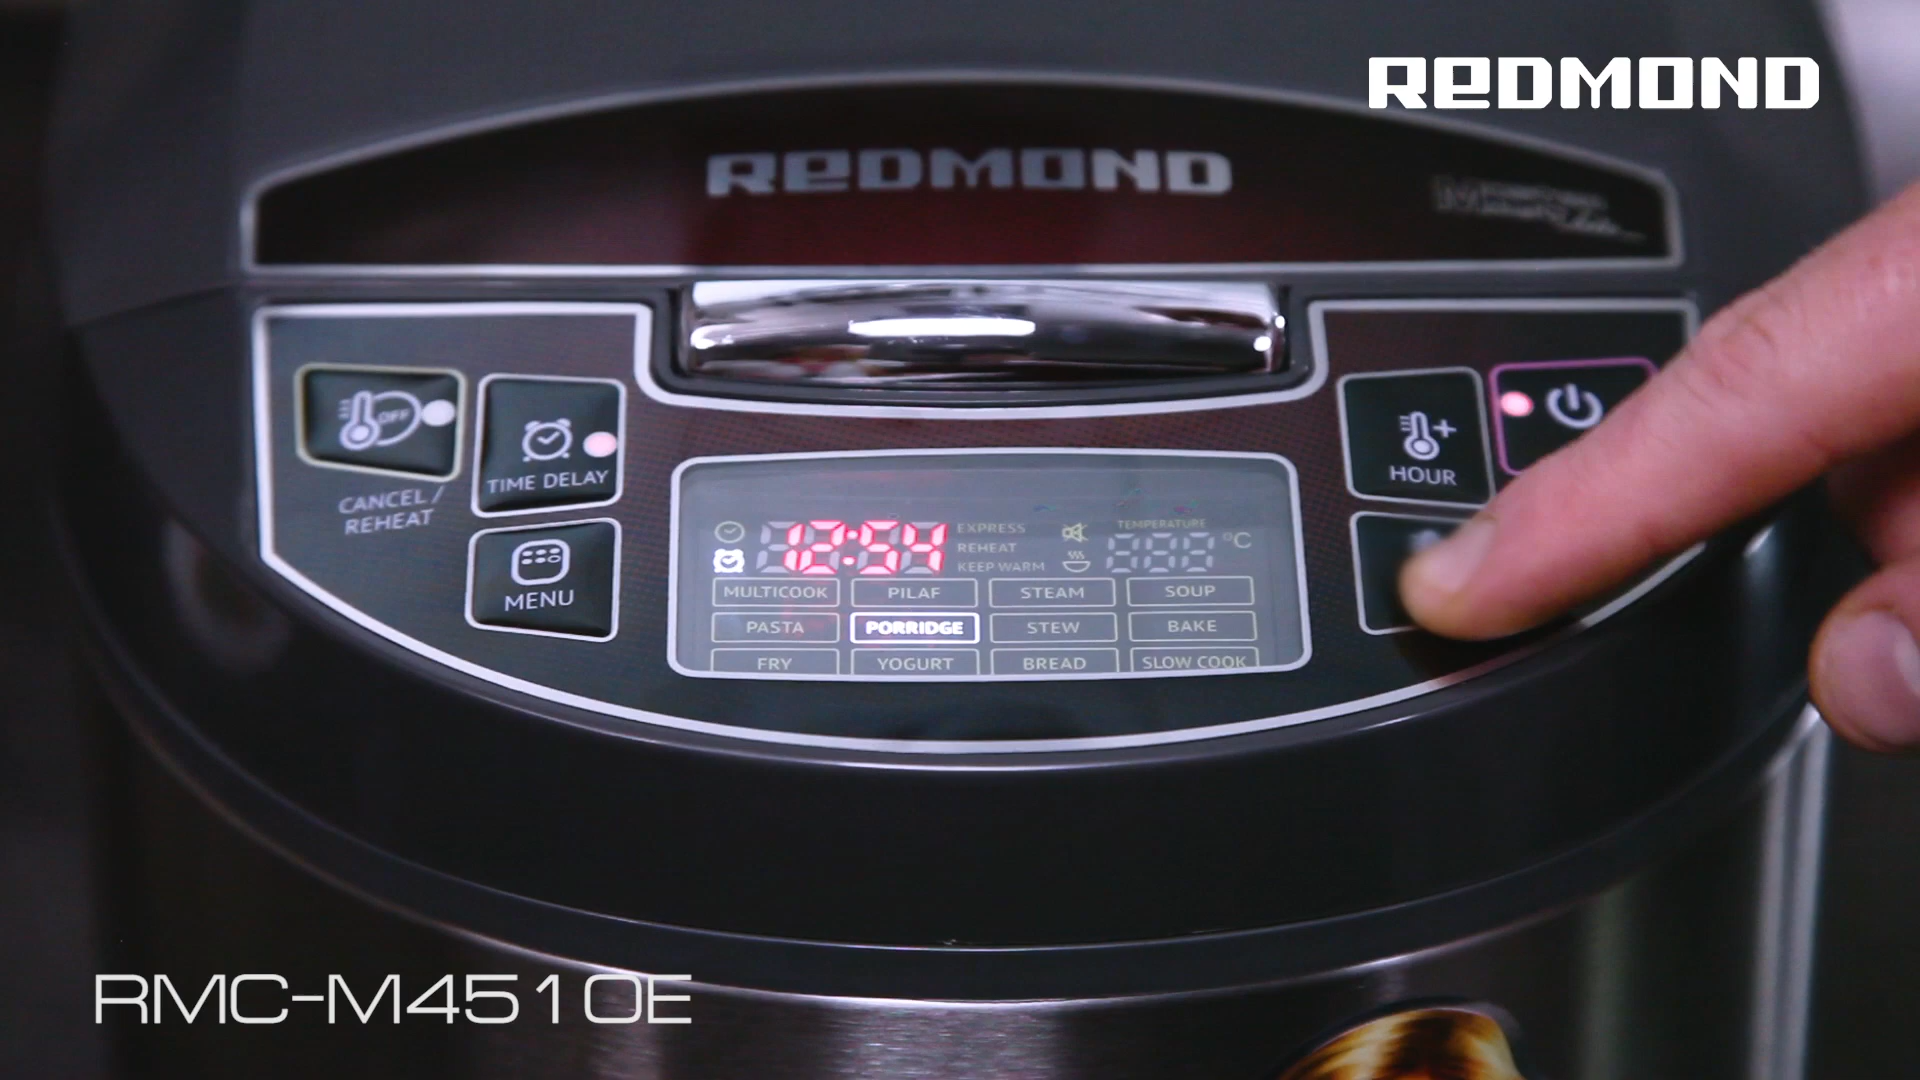 REDMOND
REDMOND
OFF
CANCEL /
REHEAT
TIME DELAY
MENU
HOUR
12:54
EXPRESS
REHEAT
KEEP WARM
TEMPERATURE
°C
MULTICOOK PILAF STEAM SOUP
PASTA PORRIDGE STEW BAKE
FRY YOGURT BREAD SLOW COOK
RMC-M4510E